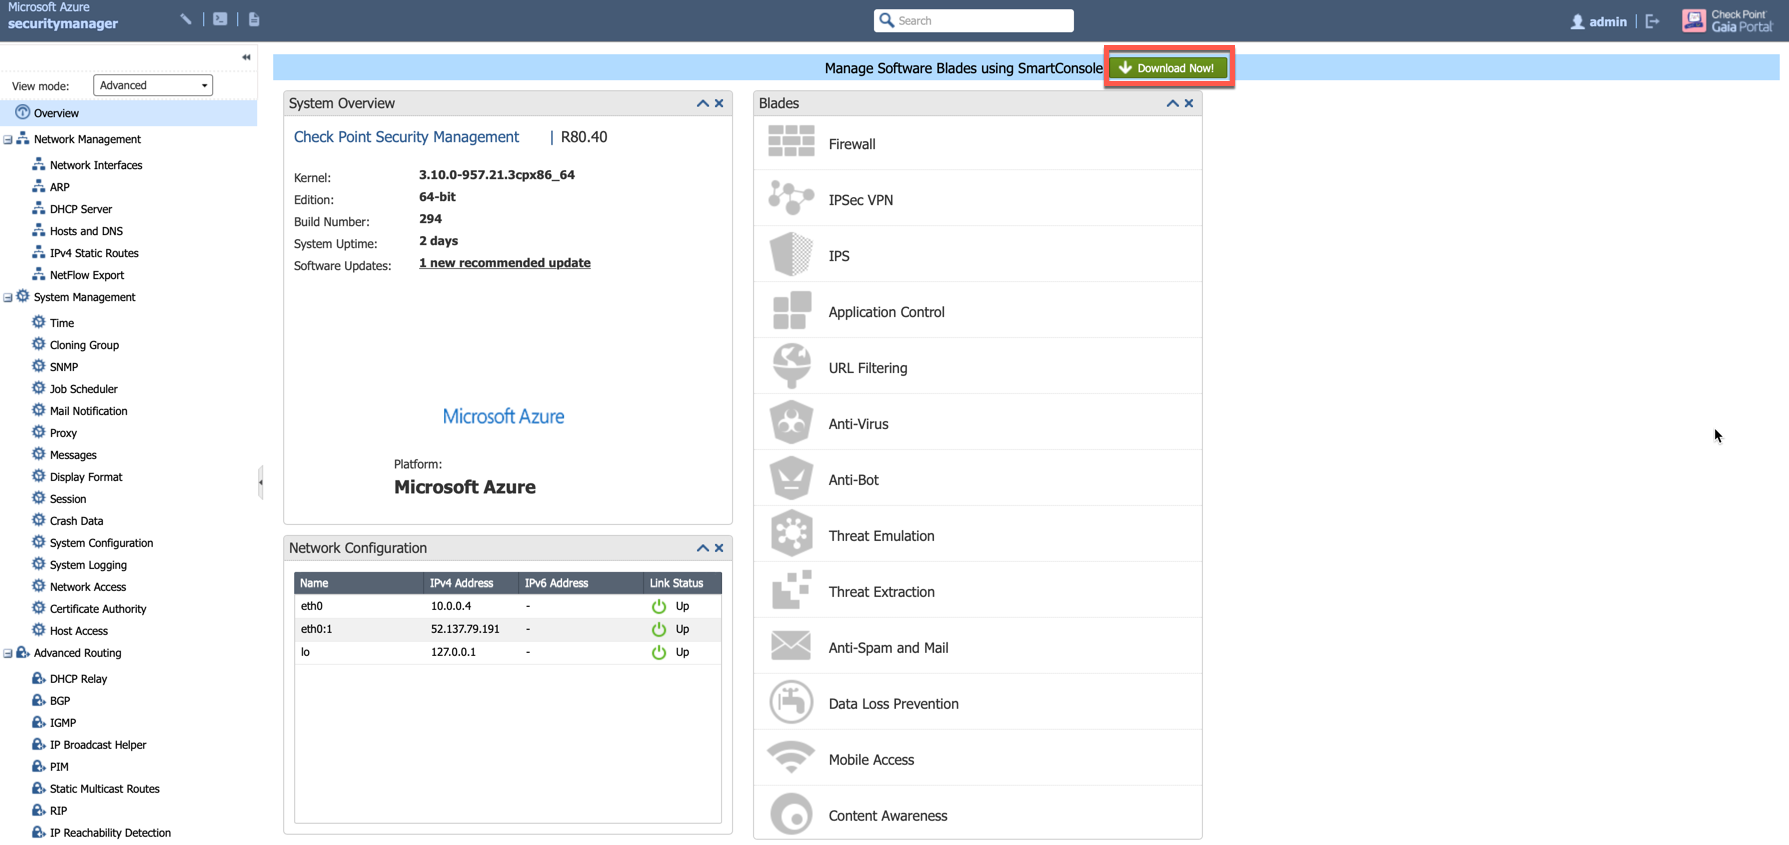 Microsoft Azure
securitymanager
Search
admin
Check Point
Gaia Portal
Manage Software Blades using SmartConsole
Download Now!
View mode:
Advanced
Overview
Network Management
Network Interfaces
ARP
DHCP Server
Hosts and DNS
IPv4 Static Routes
NetFlow Export
System Management
Time
Cloning Group
SNMP
Job Scheduler
Mail Notification
Proxy
Messages
Display Format
Session
Crash Data
System Configuration
System Logging
Network Access
Certificate Authority
Host Access
Advanced Routing
DHCP Relay
BGP
IGMP
IP Broadcast Helper
PIM
Static Multicast Routes
RIP
IP Reachability Detection
System Overview
Check Point Security Management | R80.40
Kernel: 3.10.0-957.21.3cpx86_64
Edition: 64-bit
Build Number: 294
System Uptime: 2 days
Software Updates: 1 new recommended update
Microsoft Azure
Platform:
Microsoft Azure
Network Configuration
Name IPv4 Address IPv6 Address Link Status
eth0 10.0.0.4 - Up
eth0:1 52.137.79.191 - Up
lo 127.0.0.1 - Up
Blades
Firewall
IPSec VPN
IPS
Application Control
URL Filtering
Anti-Virus
Anti-Bot
Threat Emulation
Threat Extraction
Anti-Spam and Mail
Data Loss Prevention
Mobile Access
Content Awareness